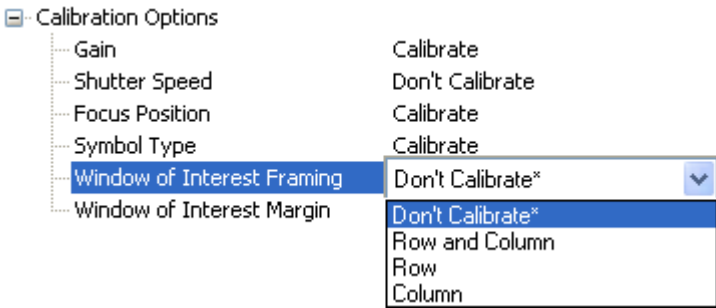 Calibration Options
Gain Calibrate
Shutter Speed Don't Calibrate
Focus Position Calibrate
Symbol Type Calibrate
Window of Interest Framing Don't Calibrate*
Window of Interest Margin Don't Calibrate*
Row and Column
Row
Column